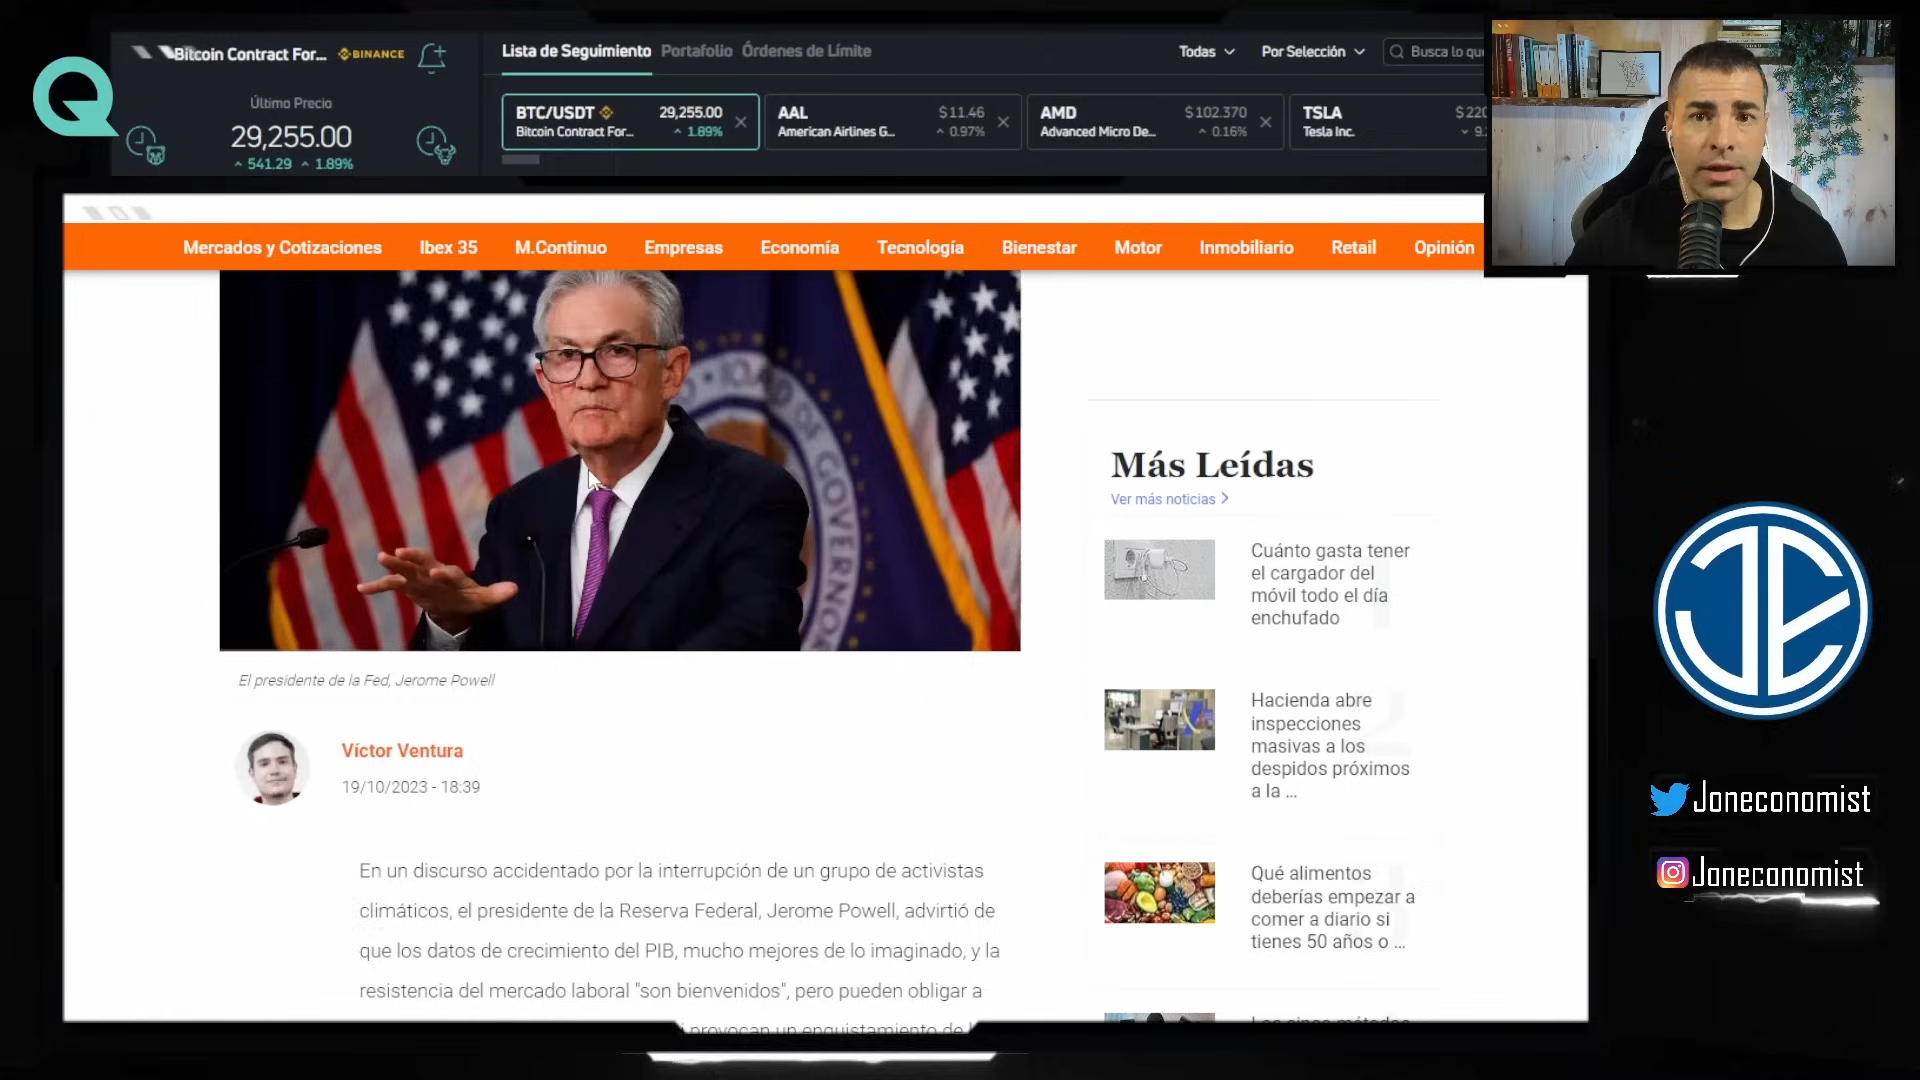 Bitcoin Contract For...
BINANCE
Último Precio
29,255.00
541.29 1.89%
Lista de Seguimiento Portafolio Órdenes de Límite
Todas
Por Selección
Busca lo que
BTC/USDT 29,255.00
Bitcoin Contract For... 1.89%
AAL $11.46
American Airlines G... 0.97%
AMD $102.370
Advanced Micro De... 0.16%
TSLA $220
Tesla Inc. 9.
Mercados y Cotizaciones Ibex 35 M.Continuo Empresas Economía Tecnología Bienestar Motor Inmobiliario Retail Opinión
El presidente de la Fed, Jerome Powell
Víctor Ventura
19/10/2023 - 18:39
En un discurso accidentado por la interrupción de un grupo de activistas
climáticos, el presidente de la Reserva Federal, Jerome Powell, advirtió de
que los datos de crecimiento del PIB, mucho mejores de lo imaginado, y la
resistencia del mercado laboral "son bienvenidos", pero pueden obligar a
provocan un enquistamiento de
Más Leídas
Ver más noticias
Cuánto gasta tener
el cargador del
móvil todo el día
enchufado
Hacienda abre
inspecciones
masivas a los
despidos próximos
a la ...
Qué alimentos
deberías empezar a
comer a diario si
tienes 50 años o ...
Joneconomist
Joneconomist